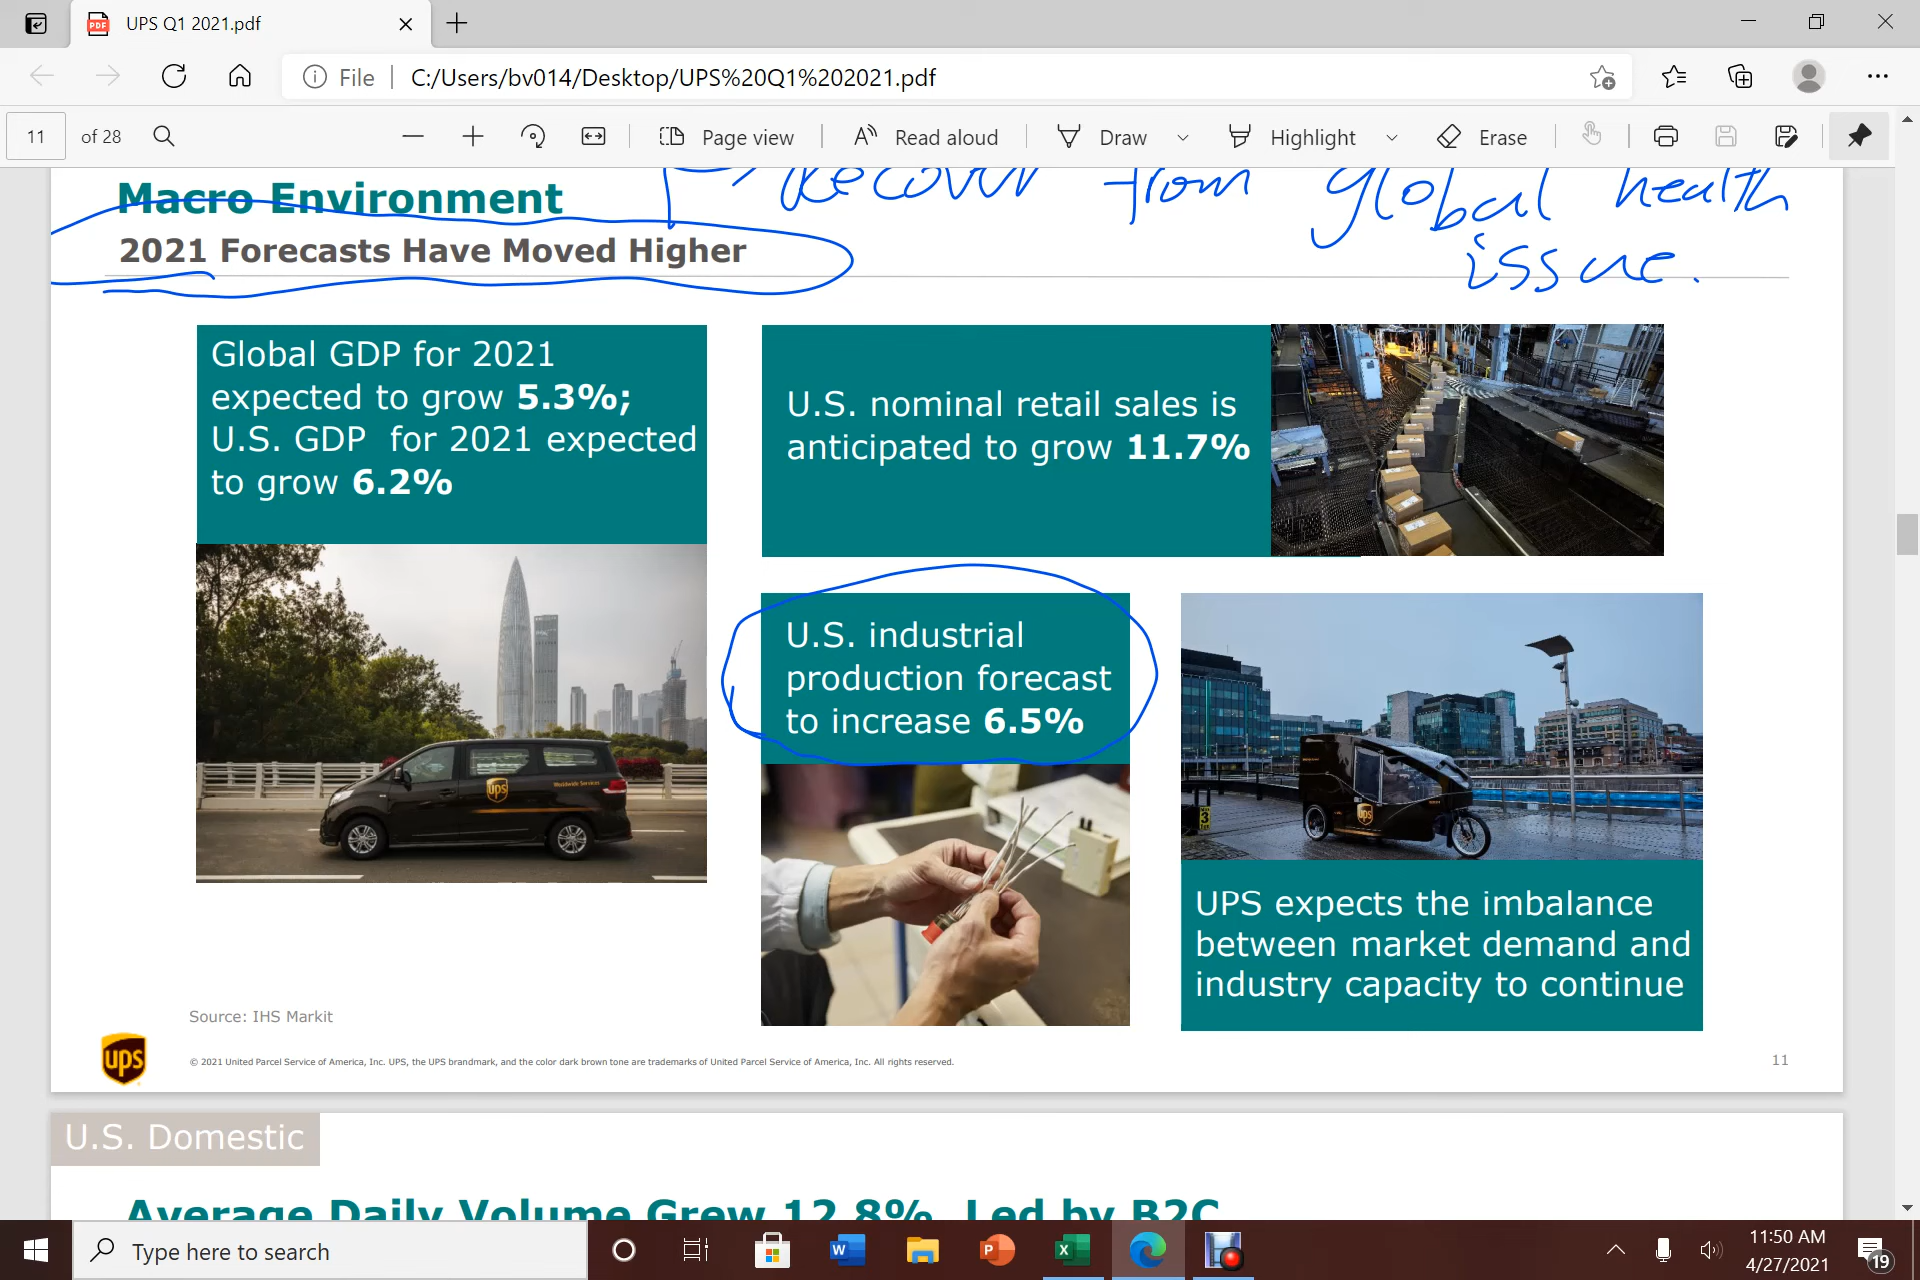 UPS Q1 2021.pdf
File
C:/Users/bv014/Desktop/UPS%20Q1%202021.pdf
11 of 28
Page view
Read aloud
Draw
Highlight
Erase
Recover from global health
issue.
Macro Environment
2021 Forecasts Have Moved Higher
Global GDP for 2021
expected to grow 5.3%;
U.S. GDP for 2021 expected
to grow 6.2%
U.S. nominal retail sales is
anticipated to grow 11.7%
ups
Worldwide Services
U.S. industrial
production forecast
to increase 6.5%
3
ups
UPS expects the imbalance
between market demand and
industry capacity to continue
Source: IHS Markit
ups
© 2021 United Parcel Service of America, Inc. UPS, the UPS brandmark, and the color dark brown tone are trademarks of United Parcel Service of America, Inc. All rights reserved.
11
U.S. Domestic
Average Daily Volume Grew 12.8%, Led by B2C
Type here to search
11:50 AM
4/27/2021
19